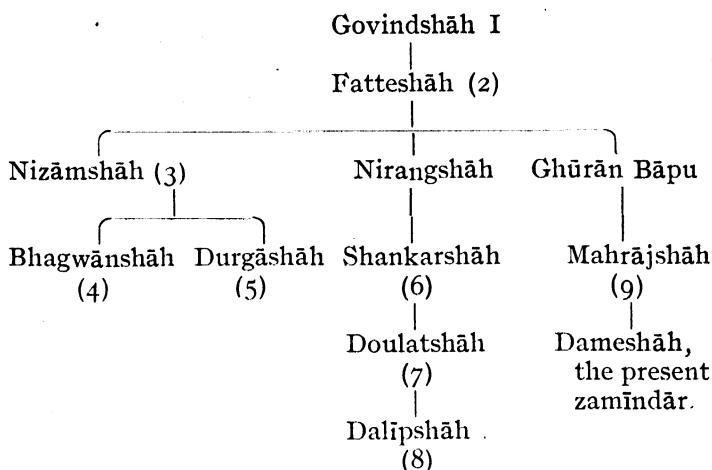 Govindshāh I
Fatteshāh (2)
Nizāmshāh (3) Nirangshāh Ghūrān Bāpu
Bhagwānshāh Durgāshāh Shankarshāh Mahrājshāh
(4) (5) (6) (9)
Doulatshāh Dameshāh,
(7) the present
zamīndār.
Dalīpshāh
(8)